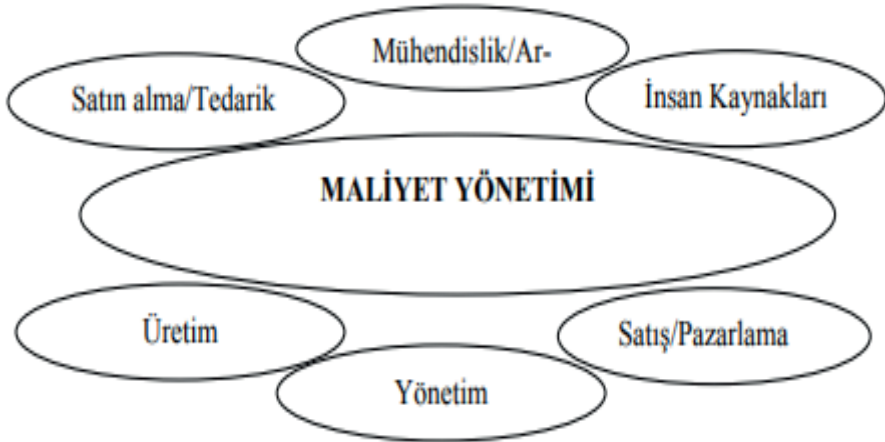 Mühendislik/Ar-
Satın alma/Tedarik
İnsan Kaynakları
MALİYET YÖNETİMİ
Üretim
Satış/Pazarlama
Yönetim